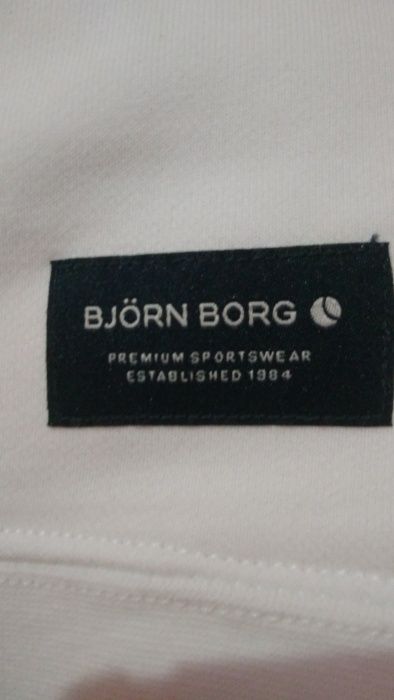 BJÖRN BORG
PREMIUM SPORTSWEAR
ESTABLISHED 1984